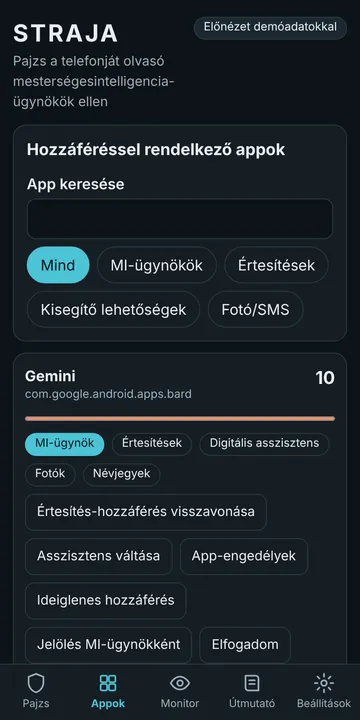 STRAJA
Előnézet demóadatokkal
Pajzs a telefonját olvasó
mesterségesintelligencia-
ügynökök ellen
Hozzáféréssel rendelkező appok
App keresése
Mind
MI-ügynökök
Értesítések
Kisegítő lehetőségek
Fotó/SMS
Gemini
10
com.google.android.apps.bard
MI-ügynök
Értesítések
Digitális asszisztens
Fotók
Névjegyek
Értesítés-hozzáférés visszavonása
Asszisztens váltása
App-engedélyek
Ideiglenes hozzáférés
Jelölés MI-ügynökként
Elfogadom
Pajzs
Appok
Monitor
Útmutató
Beállítások